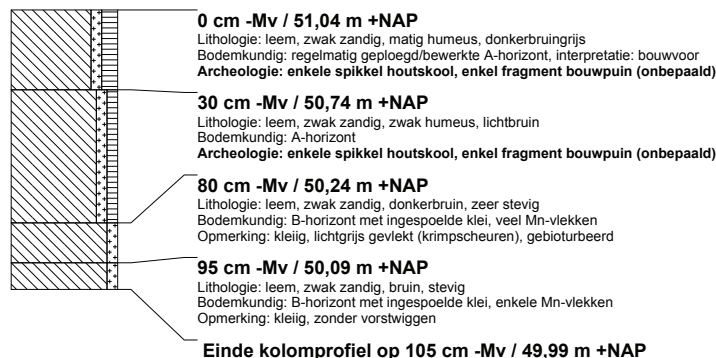 0 cm -Mv / 51,04 m +NAP
Lithologie: leem, zwak zandig, matig humeus, donkerbruingrijs
Bodemkundig: regelmatig geploegd/bewerkte A-horizont, interpretatie: bouwvoor
Archeologie: enkele spikkel houtskool, enkel fragment bouwpuin (onbepaald)
30 cm -Mv / 50,74 m +NAP
Lithologie: leem, zwak zandig, zwak humeus, lichtbruin
Bodemkundig: A-horizont
Archeologie: enkele spikkel houtskool, enkel fragment bouwpuin (onbepaald)
80 cm -Mv / 50,24 m +NAP
Lithologie: leem, zwak zandig, donkerbruin, zeer stevig
Bodemkundig: B-horizont met ingespoelde klei, veel Mn-vlekken
Opmerking: kleiig, lichtgrijs gevlekt (krimpscheuren), gebioturbeerd
95 cm -Mv / 50,09 m +NAP
Lithologie: leem, zwak zandig, bruin, stevig
Bodemkundig: B-horizont met ingespoelde klei, enkele Mn-vlekken
Opmerking: kleiig, zonder vorstwiggen
Einde kolomprofiel op 105 cm -Mv / 49,99 m +NAP